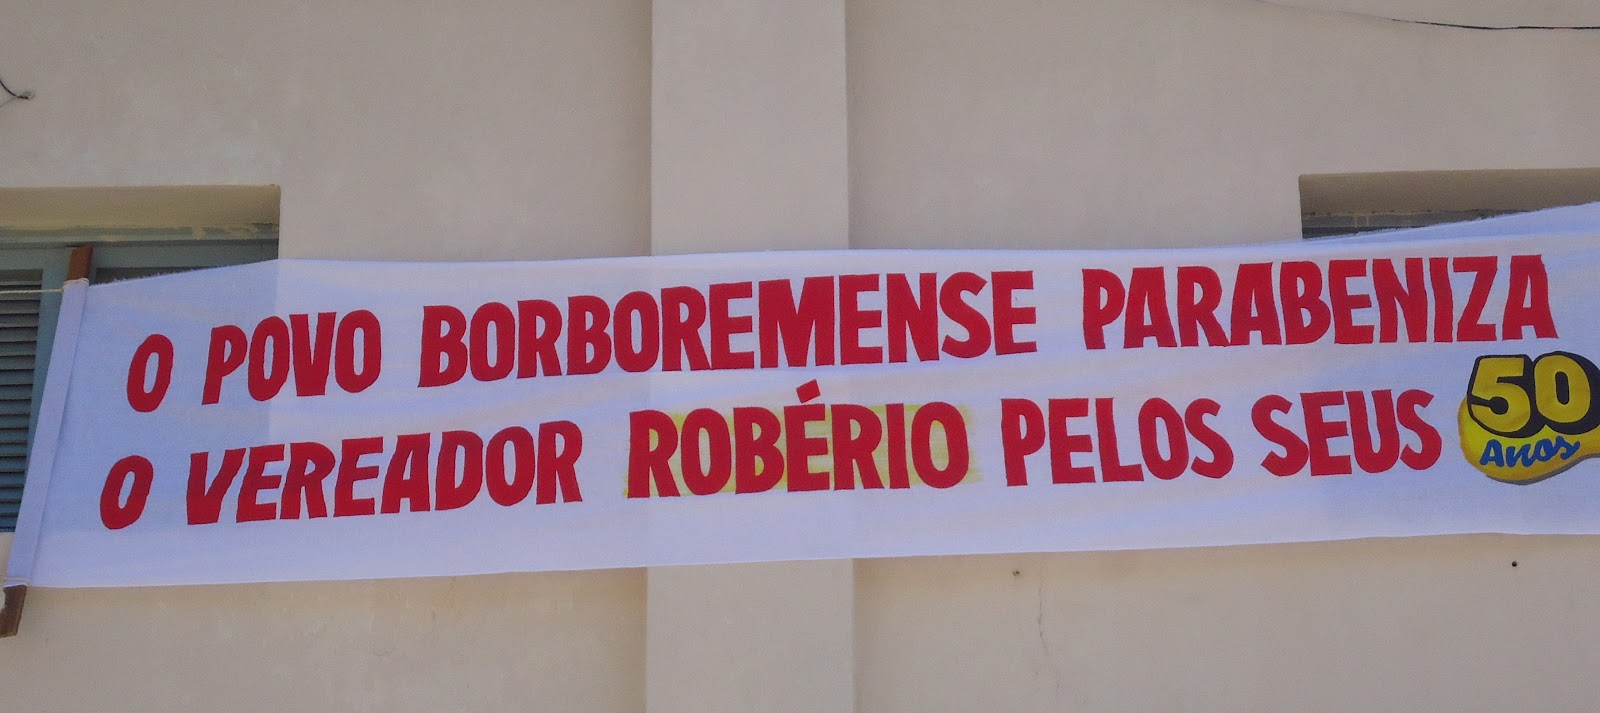 O POVO BORBOREMENSE PARABENIZA
O VEREADOR ROBÉRIO PELOS SEUS 50
Anos